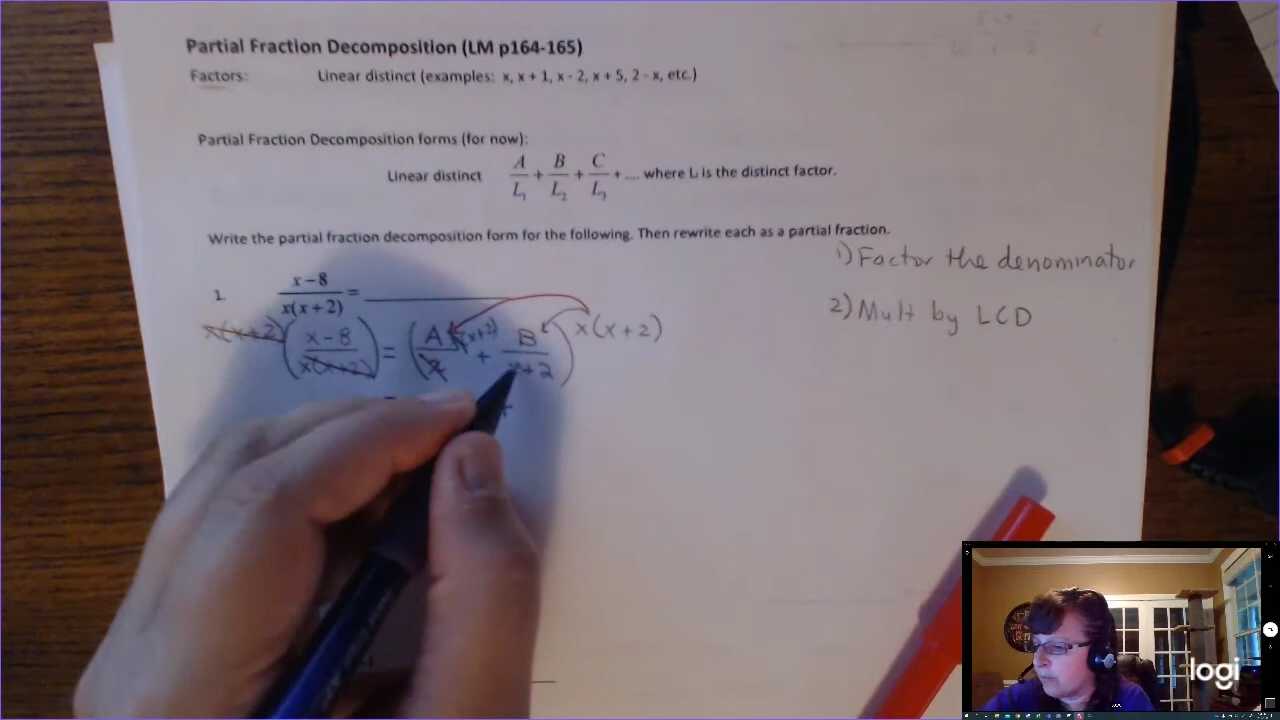 Partial Fraction Decomposition (LM p164-165)
Factors: Linear distinct (examples: x, x + 1, x - 2, x + 5, 2 - x, etc.)
Partial Fraction Decomposition forms (for now):
Linear distinct A/L₁ + B/L₂ + C/L₃ + .... where L is the distinct factor.
Write the partial fraction decomposition form for the following. Then rewrite each as a partial fraction.
1) Factor the denominator
1. x-8/x(x+2) = ____________
2) Mult by LCD
x(x+2) (x-8/x(x+2)) = (A/x x(x+2) + B/x+2) x(x+2)
logi